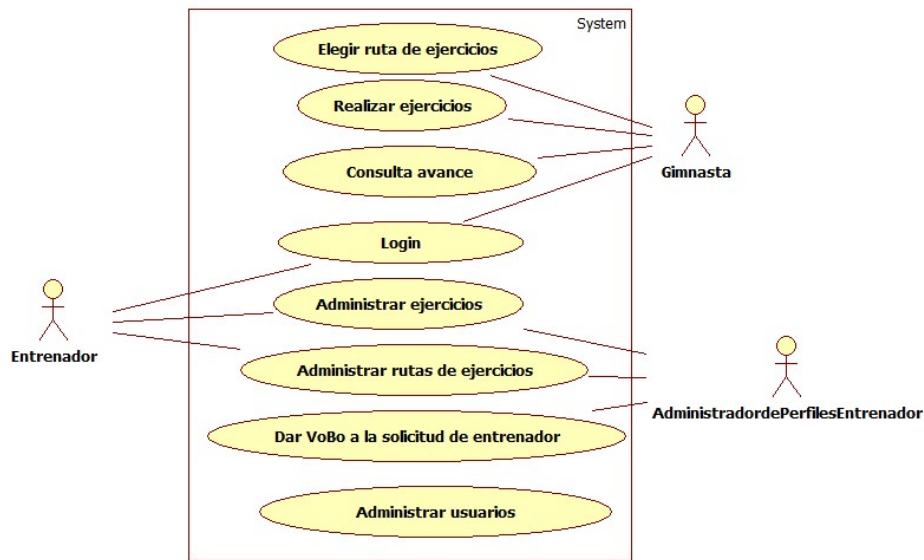 System
Elegir ruta de ejercicios
Realizar ejercicios
Consulta avance
Gimnasta
Login
Administrar ejercicios
Entrenador
Administrar rutas de ejercicios
AdministradordePerfilesEntrenador
Dar VoBo a la solicitud de entrenador
Administrar usuarios